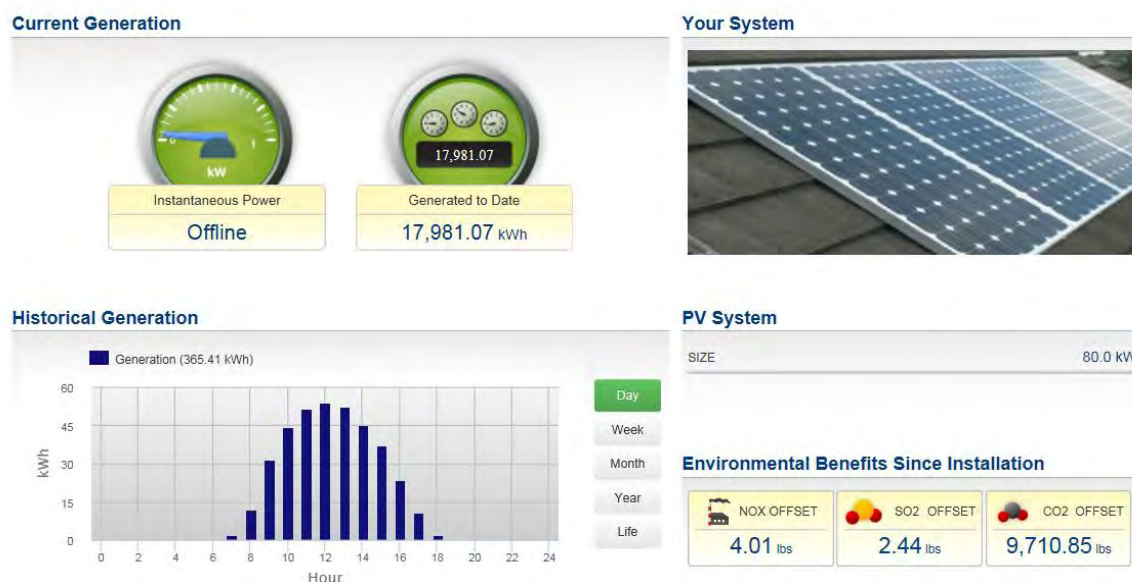 Current Generation
0 1
kW
Instantaneous Power
Offline
17,981.07
Generated to Date
17,981.07 kWh
Your System
Historical Generation
Generation (365.41 kWh)
60
45
30
15
0
kWh
0 2 4 6 8 10 12 14 16 18 20 22 24
Hour
Day
Week
Month
Year
Life
PV System
SIZE 80.0 kW
Environmental Benefits Since Installation
NOX OFFSET
4.01 lbs
SO2 OFFSET
2.44 lbs
CO2 OFFSET
9,710.85 lbs